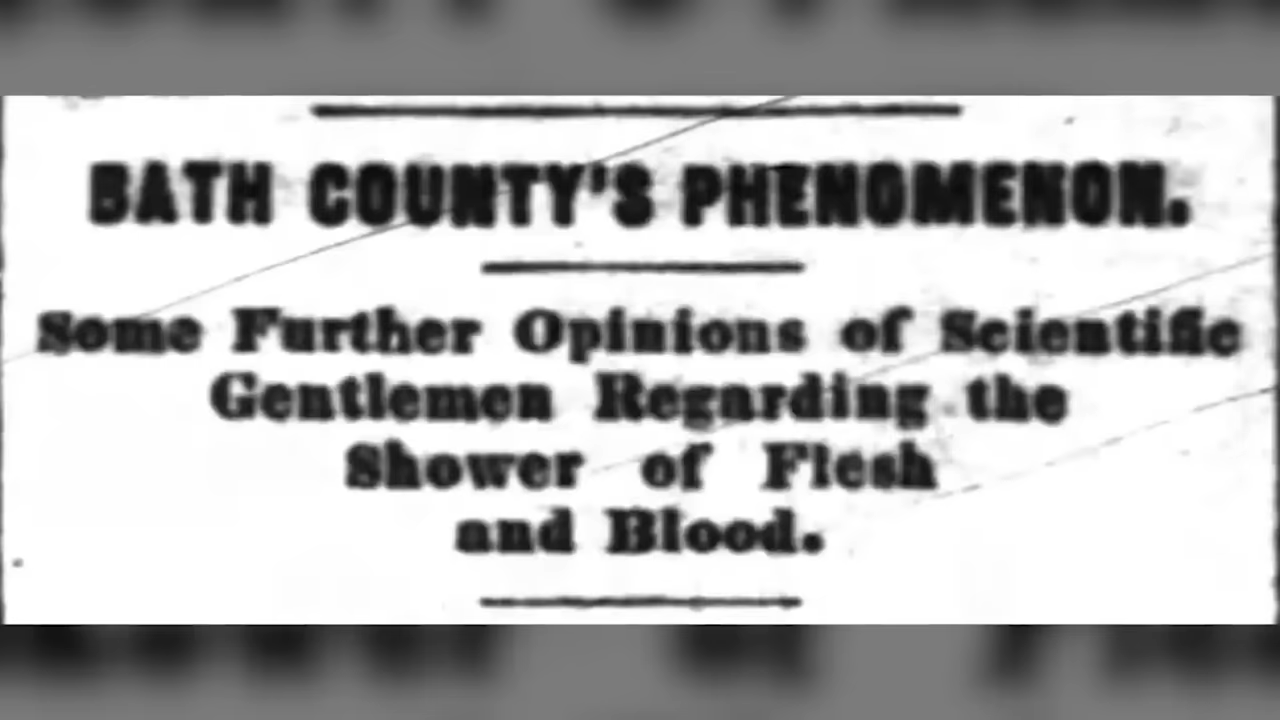 BATH COUNTY'S PHENOMENON.
Some Further Opinions of Scientific
Gentlemen Regarding the
Shower of Flesh
and Blood.